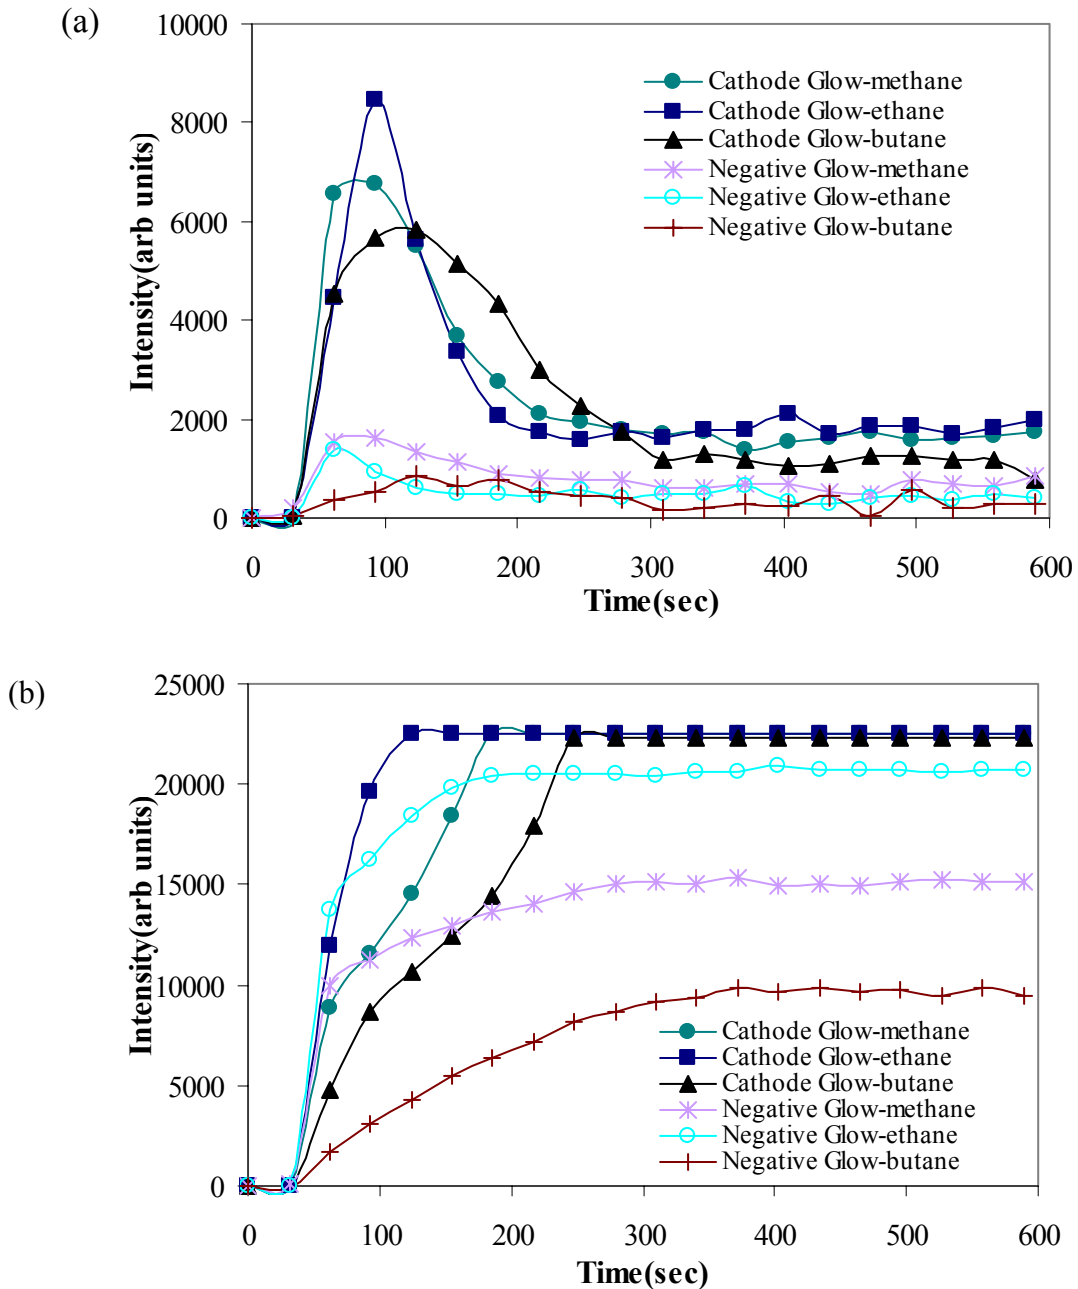 (a)
10000
8000
6000
4000
2000
0
Intensity(arb units)
Cathode Glow-methane
Cathode Glow-ethane
Cathode Glow-butane
Negative Glow-methane
Negative Glow-ethane
Negative Glow-butane
0 100 200 300 400 500 600
Time(sec)
(b)
25000
20000
15000
10000
5000
0
Intensity(arb units)
Cathode Glow-methane
Cathode Glow-ethane
Cathode Glow-butane
Negative Glow-methane
Negative Glow-ethane
Negative Glow-butane
0 100 200 300 400 500 600
Time(sec)